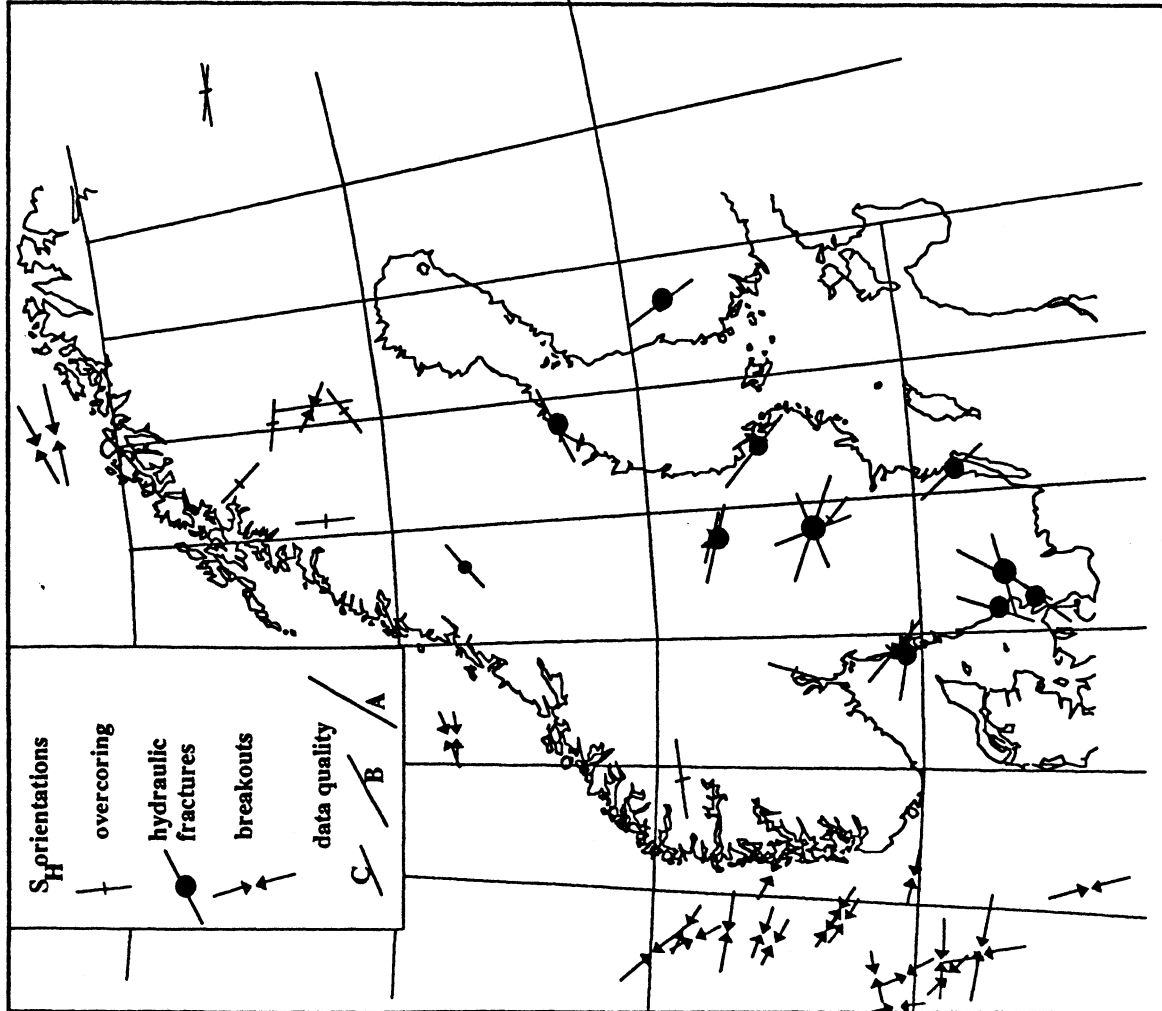 S_H orientations
overcoring
hydraulic
fractures
breakouts
data quality
C B A